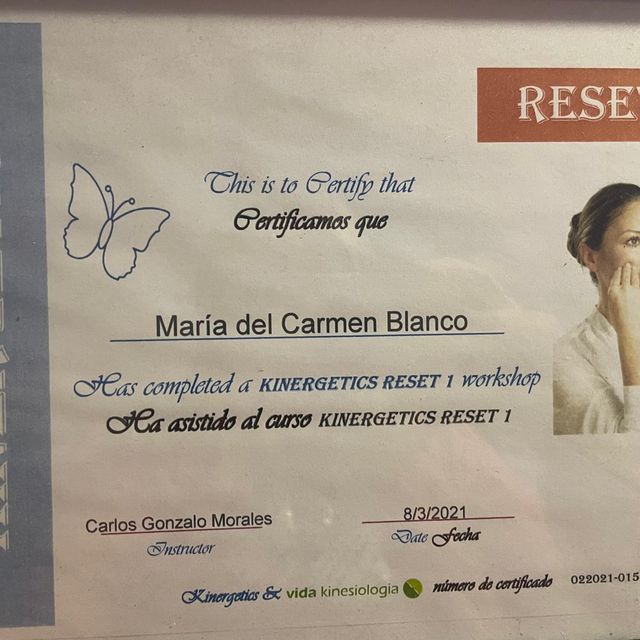 RESE
This is to Certify that
Certificamos que
María del Carmen Blanco
Has completed a KINERGETICS RESET 1 workshop
Ha asistido al curso KINERGETICS RESET 1
Carlos Gonzalo Morales
8/3/2021
Instructor
Date Fecha
Kinergetics & vida kinesiologia número de certificado 022021-015